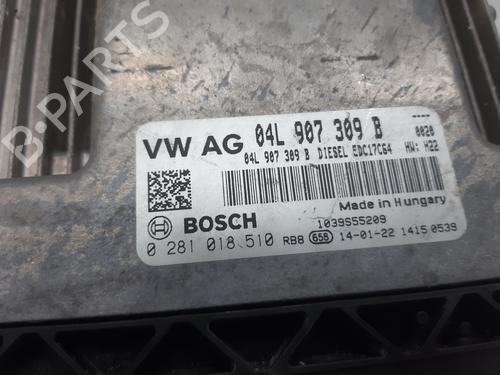 B-PARTS
VW AG 04L 907 309 B ----
04L 907 309 B DIESEL EDC17C64 0020
HW: H22
Made in Hungary
BOSCH 1039S55209
0 281 018 510 RB8 658 14-01-22 1415 0539